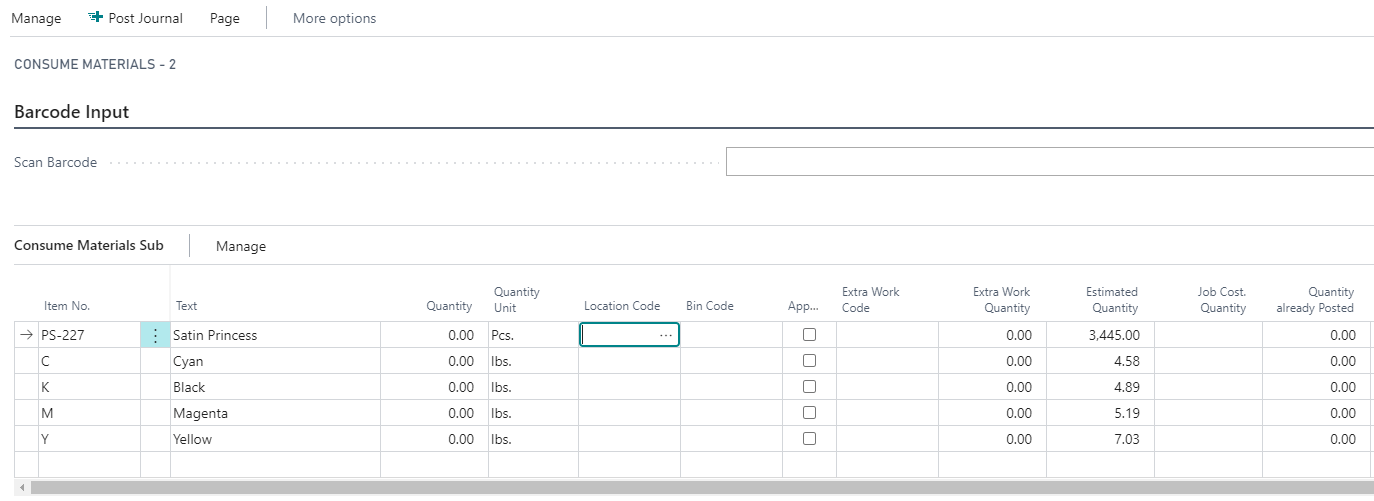 Manage Post Journal Page More options
CONSUME MATERIALS - 2
Barcode Input
Scan Barcode
Consume Materials Sub Manage
Item No. Text Quantity Quantity Unit Location Code Bin Code App... Extra Work Code Extra Work Quantity Estimated Quantity Job Cost. Quantity Quantity already Posted
PS-227 Satin Princess 0.00 Pcs. ... 0.00 3,445.00 0.00
C Cyan 0.00 lbs. 0.00 4.58 0.00
K Black 0.00 lbs. 0.00 4.89 0.00
M Magenta 0.00 lbs. 0.00 5.19 0.00
Y Yellow 0.00 lbs. 0.00 7.03 0.00